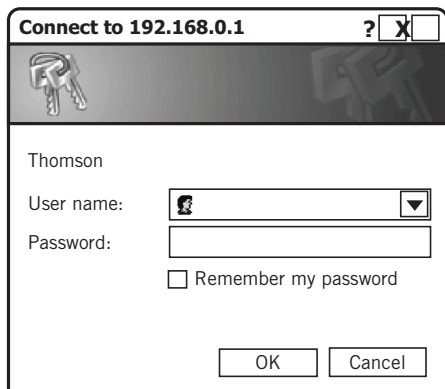 Connect to 192.168.0.1 ? X
Thomson
User name:
Password:
Remember my password
OK Cancel